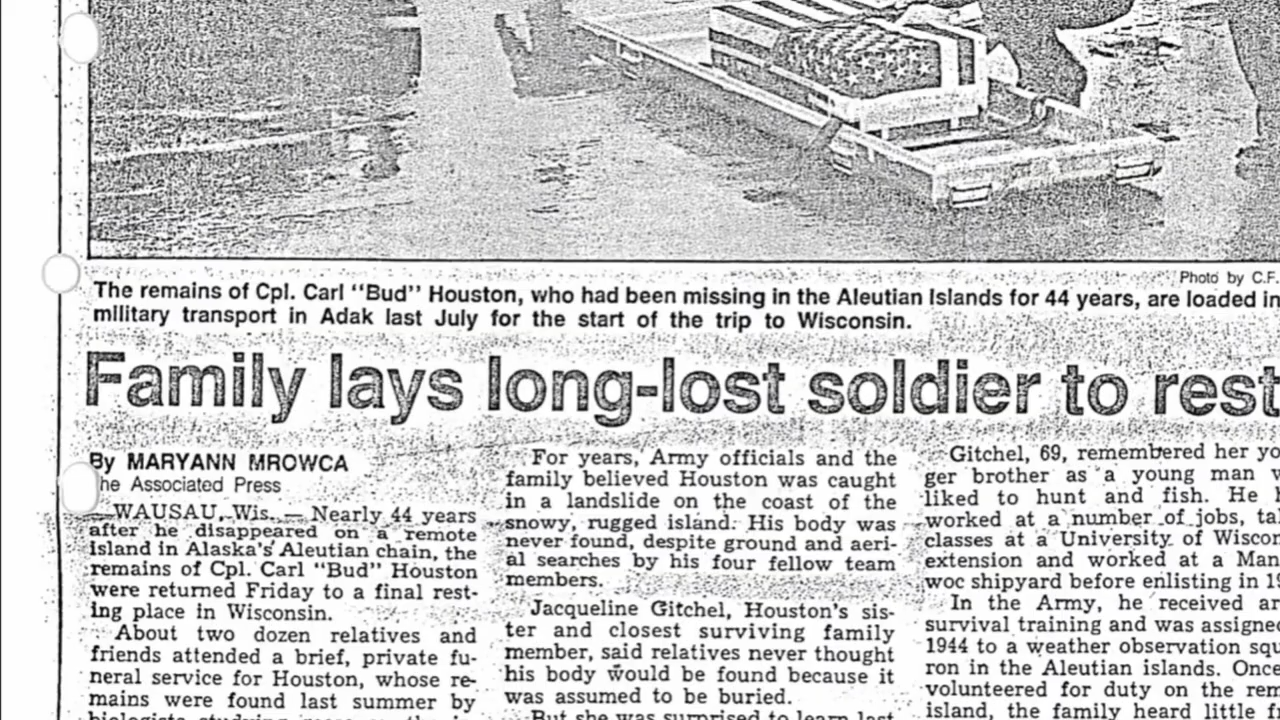 Photo by C.F.
The remains of Cpl. Carl "Bud" Houston, who had been missing in the Aleutian Islands for 44 years, are loaded in
military transport in Adak last July for the start of the trip to Wisconsin.
Family lays long-lost soldier to rest
By MARYANN MROWCA
he Associated Press
WAUSAU, Wis. — Nearly 44 years
after he disappeared on a remote
island in Alaska's Aleutian chain, the
remains of Cpl. Carl "Bud" Houston
were returned Friday to a final rest-
ing place in Wisconsin.
About two dozen relatives and
friends attended a brief, private fu-
neral service for Houston, whose re-
mains were found last summer by
For years, Army officials and the
family believed Houston was caught
in a landslide on the coast of the
snowy, rugged island. His body was
never found, despite ground and aeri-
al searches by his four fellow team
members.
Jacqueline Gitchel, Houston's sis-
ter and closest surviving family
member, said relatives never thought
his body would be found because it
was assumed to be buried.
But she was surprised to learn last
Gitchel, 69, remembered her yo
ger brother as a young man w
liked to hunt and fish. He h
worked at a number of jobs, ta
classes at a University of Wiscon
extension and worked at a Man
woc shipyard before enlisting in 19
In the Army, he received ar
survival training and was assigned
1944 to a weather observation squ
ron in the Aleutian islands. Once
volunteered for duty on the rem
island, the family heard little f